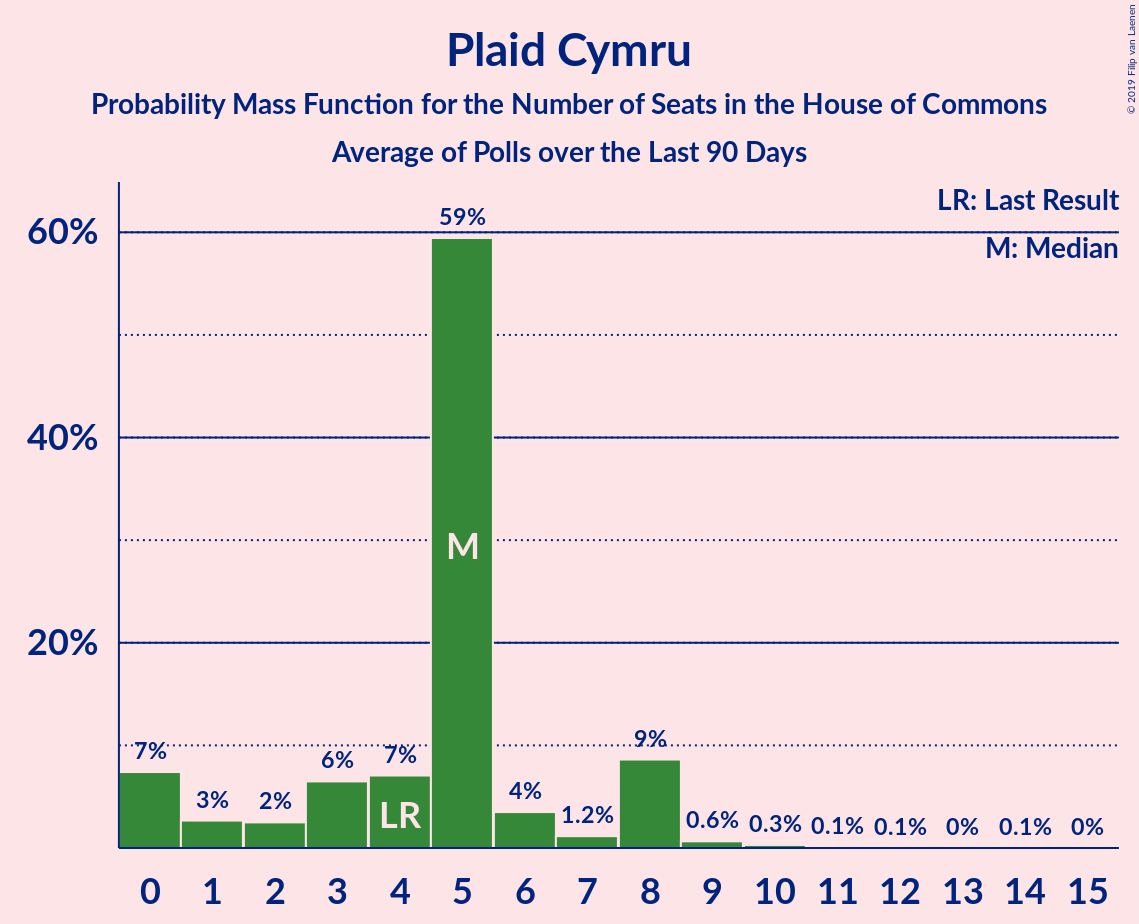 Plaid Cymru
Probability Mass Function for the Number of Seats in the House of Commons
Average of Polls over the Last 90 Days
© 2019 Filip van Laenen
LR: Last Result
M: Median
60%
40%
20%
59%
7%
3%
2%
6%
7%
4%
1.2%
9%
0.6%
0.3%
0.1%
0.1%
0%
0.1%
0%
M
LR
0 1 2 3 4 5 6 7 8 9 10 11 12 13 14 15